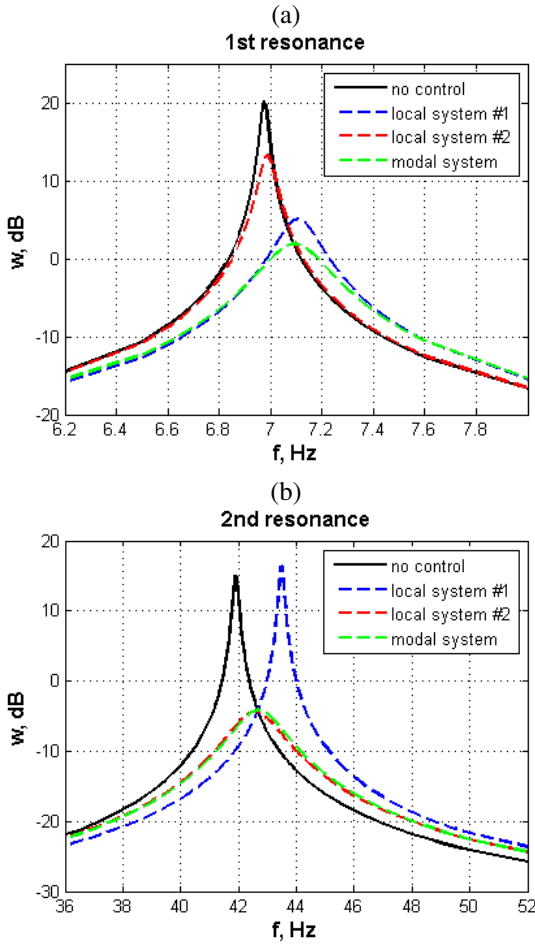 (a)
1st resonance
no control
local system #1
local system #2
modal system
w, dB
20
10
0
-10
-20
6.2 6.4 6.6 6.8 7 7.2 7.4 7.6 7.8
f, Hz
(b)
2nd resonance
no control
local system #1
local system #2
modal system
w, dB
20
10
0
-10
-20
-30
36 38 40 42 44 46 48 50 52
f, Hz